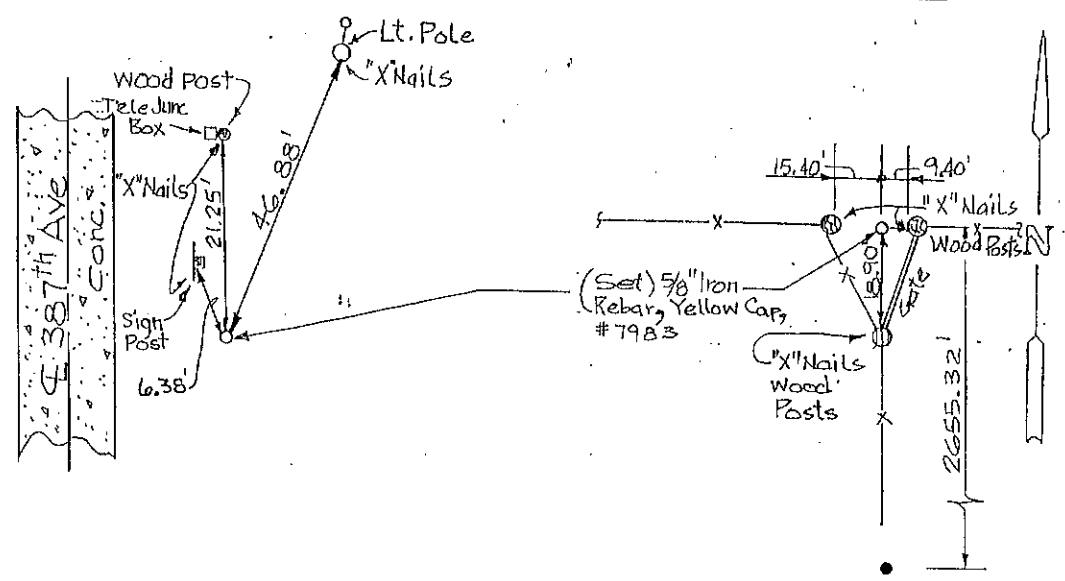 Lt. Pole
"X" Nails
Wood Post
Tele Junc
Box
"X" Nails
21.25'
46.88'
℄ 387th Ave
Conc.
Sign
Post
6.38'
15.40'
9.40'
"X" Nails
Wood Posts
N
18.90'
Gate
(Set) 5/8" Iron
Rebar, Yellow Cap,
#7983
"X" Nails
Wood
Posts
2655.32'